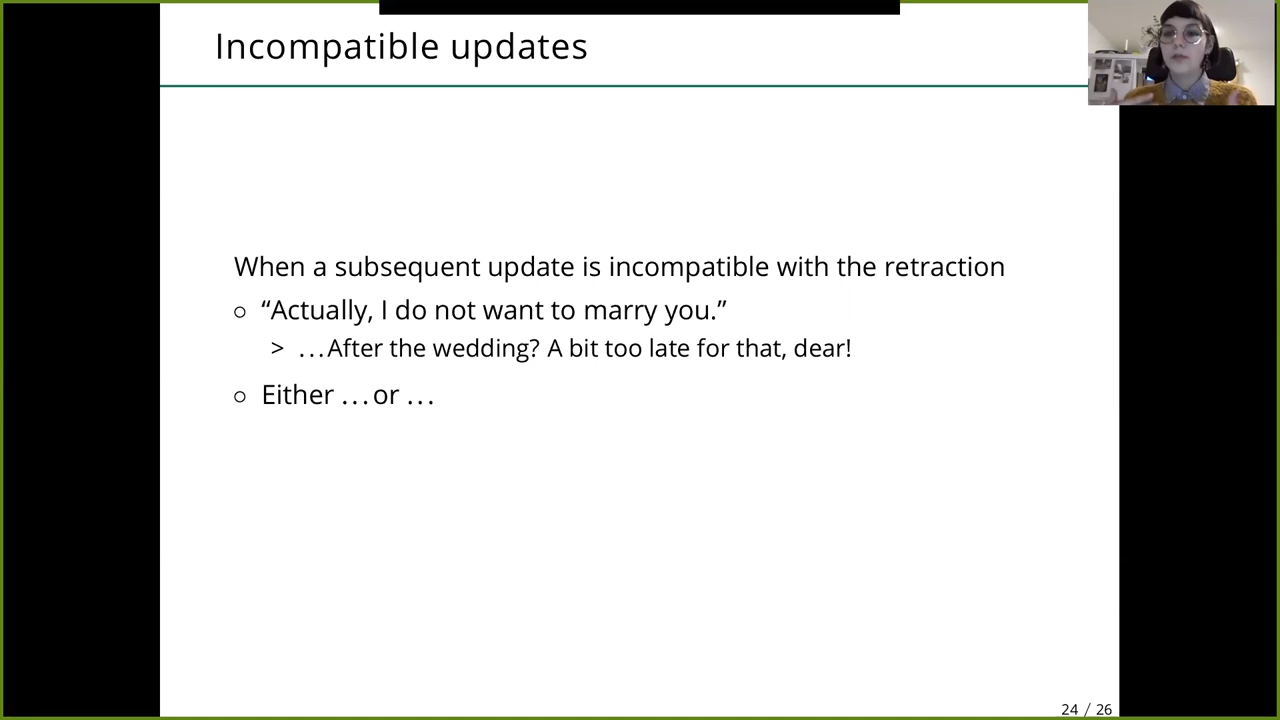 Incompatible updates
When a subsequent update is incompatible with the retraction
○ “Actually, I do not want to marry you.”
> ...After the wedding? A bit too late for that, dear!
○ Either ...or ...
24 / 26